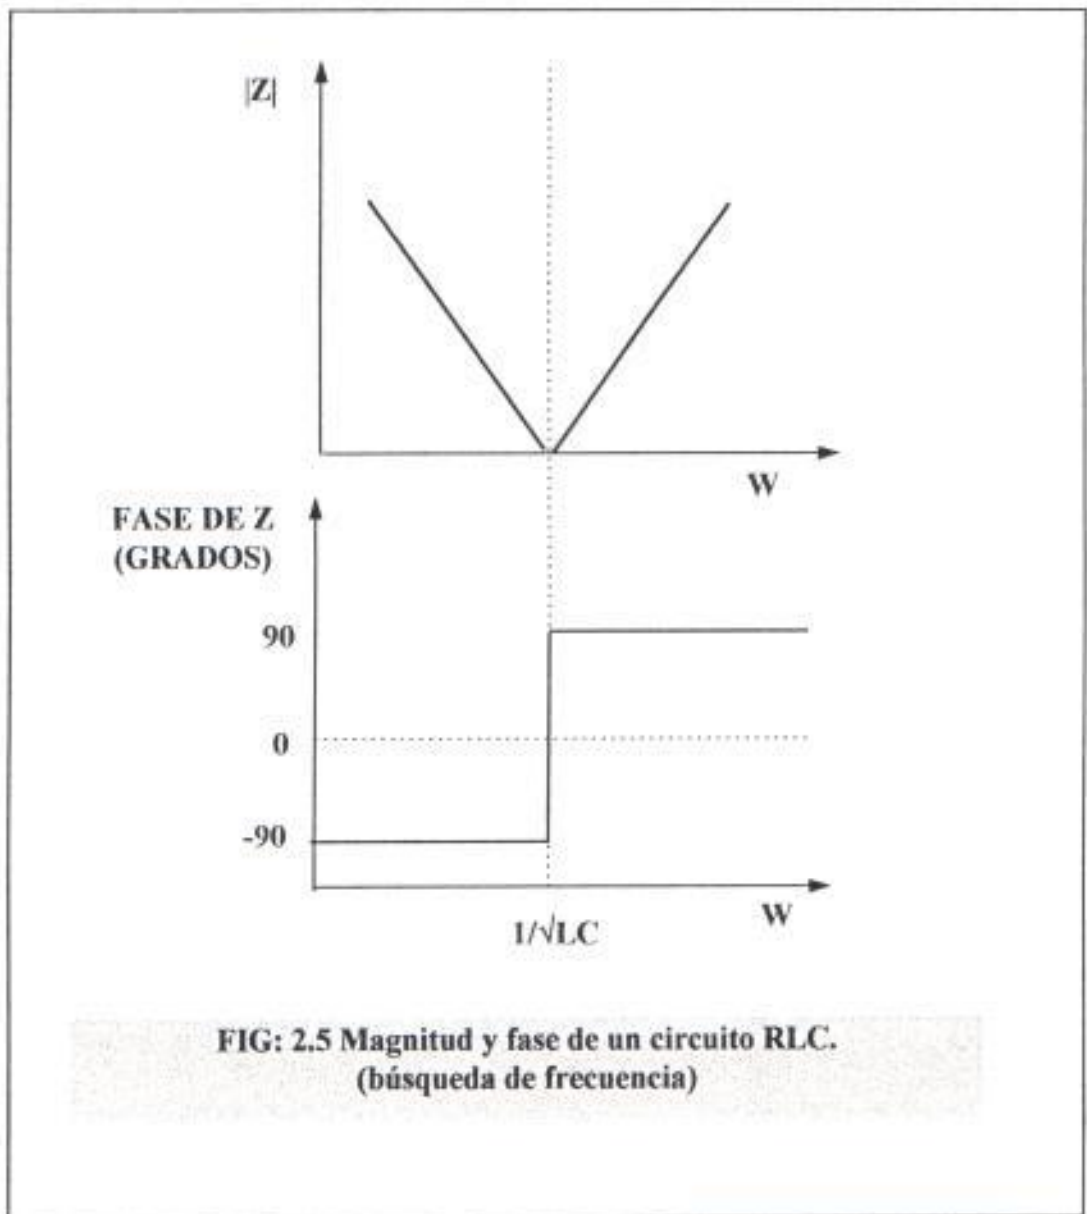 |Z|
W
FASE DE Z
(GRADOS)
90
0
-90
W
1/√LC
FIG: 2.5 Magnitud y fase de un circuito RLC.
(búsqueda de frecuencia)